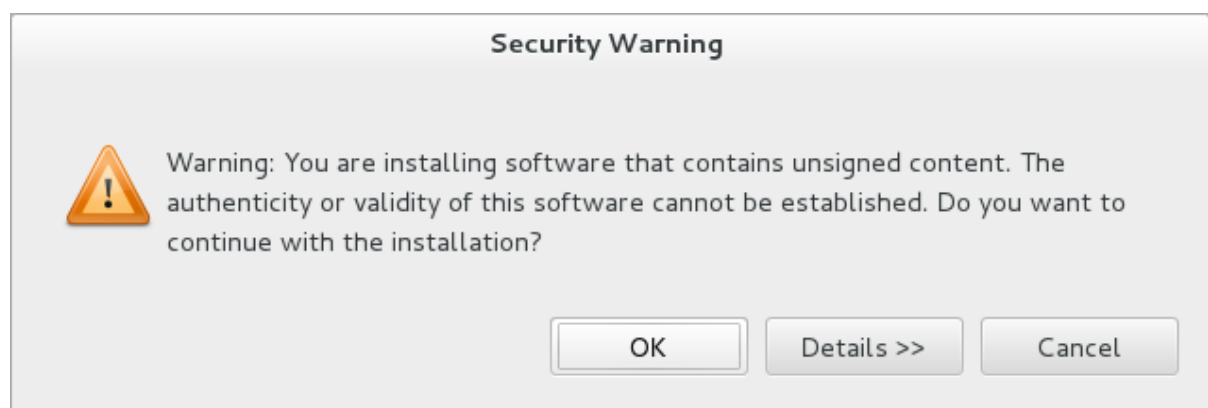 Security Warning
Warning: You are installing software that contains unsigned content. The
authenticity or validity of this software cannot be established. Do you want to
continue with the installation?
OK
Details >>
Cancel